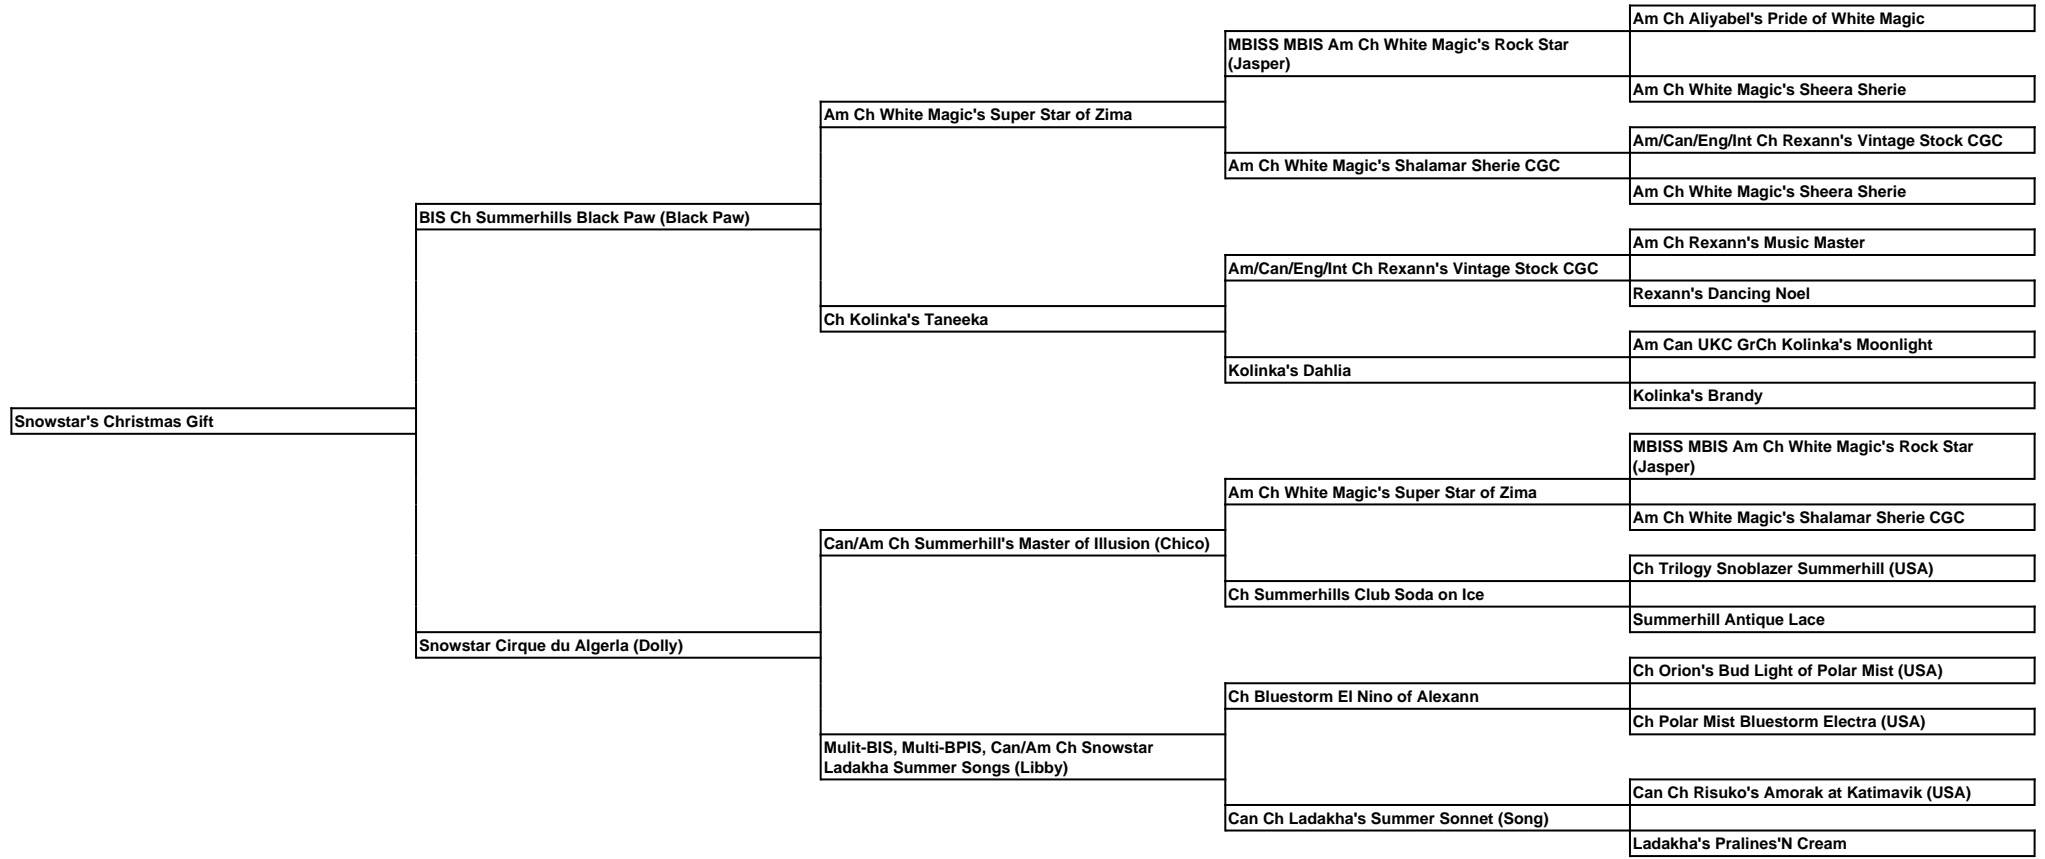 Am Ch Aliyabel's Pride of White Magic
MBISS MBIS Am Ch White Magic's Rock Star
(Jasper)
Am Ch White Magic's Sheera Sherie
Am Ch White Magic's Super Star of Zima
Am/Can/Eng/Int Ch Rexann's Vintage Stock CGC
Am Ch White Magic's Shalamar Sherie CGC
Am Ch White Magic's Sheera Sherie
BIS Ch Summerhills Black Paw (Black Paw)
Am Ch Rexann's Music Master
Am/Can/Eng/Int Ch Rexann's Vintage Stock CGC
Rexann's Dancing Noel
Ch Kolinka's Taneeka
Am Can UKC GrCh Kolinka's Moonlight
Kolinka's Dahlia
Kolinka's Brandy
Snowstar's Christmas Gift
MBISS MBIS Am Ch White Magic's Rock Star
(Jasper)
Am Ch White Magic's Super Star of Zima
Am Ch White Magic's Shalamar Sherie CGC
Can/Am Ch Summerhill's Master of Illusion (Chico)
Ch Trilogy Snoblazer Summerhill (USA)
Ch Summerhills Club Soda on Ice
Summerhill Antique Lace
Snowstar Cirque du Algerla (Dolly)
Ch Orion's Bud Light of Polar Mist (USA)
Ch Bluestorm El Nino of Alexann
Ch Polar Mist Bluestorm Electra (USA)
Mulit-BIS, Multi-BPIS, Can/Am Ch Snowstar
Ladakha Summer Songs (Libby)
Can Ch Risuko's Amorak at Katimavik (USA)
Can Ch Ladakha's Summer Sonnet (Song)
Ladakha's Pralines'N Cream